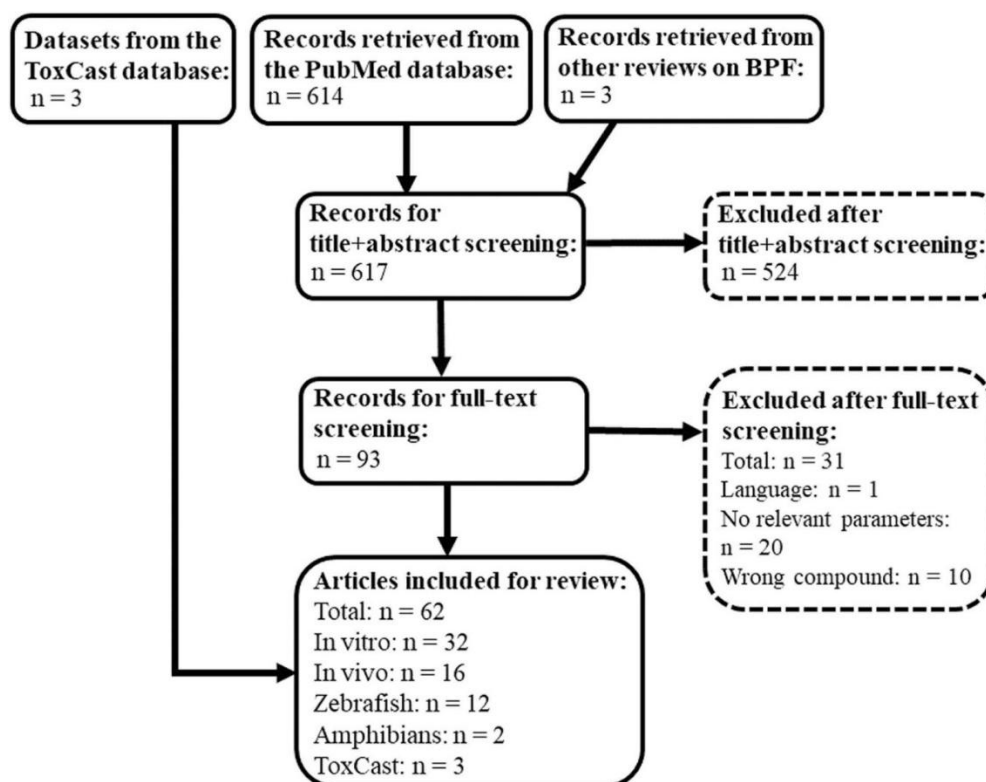 Datasets from the
ToxCast database:
n = 3
Records retrieved from
the PubMed database:
n = 614
Records retrieved from
other reviews on BPF:
n = 3
Records for
title+abstract screening:
n = 617
Excluded after
title+abstract screening:
n = 524
Records for full-text
screening:
n = 93
Excluded after full-text
screening:
Total: n = 31
Language: n = 1
No relevant parameters:
n = 20
Wrong compound: n = 10
Articles included for review:
Total: n = 62
In vitro: n = 32
In vivo: n = 16
Zebrafish: n = 12
Amphibians: n = 2
ToxCast: n = 3